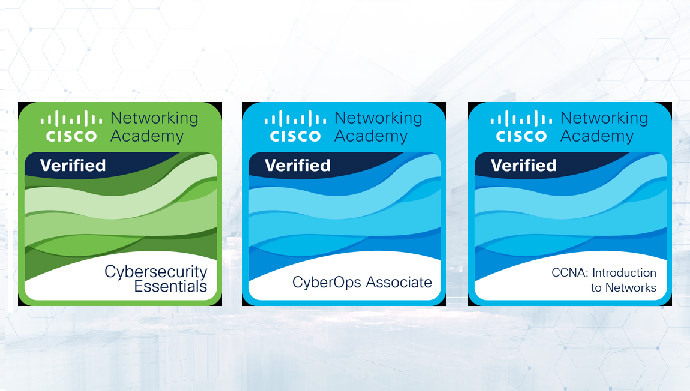 CISCO Networking Academy
Verified
Cybersecurity
Essentials
CISCO Networking Academy
Verified
CyberOps Associate
CISCO Networking Academy
Verified
CCNA: Introduction
to Networks